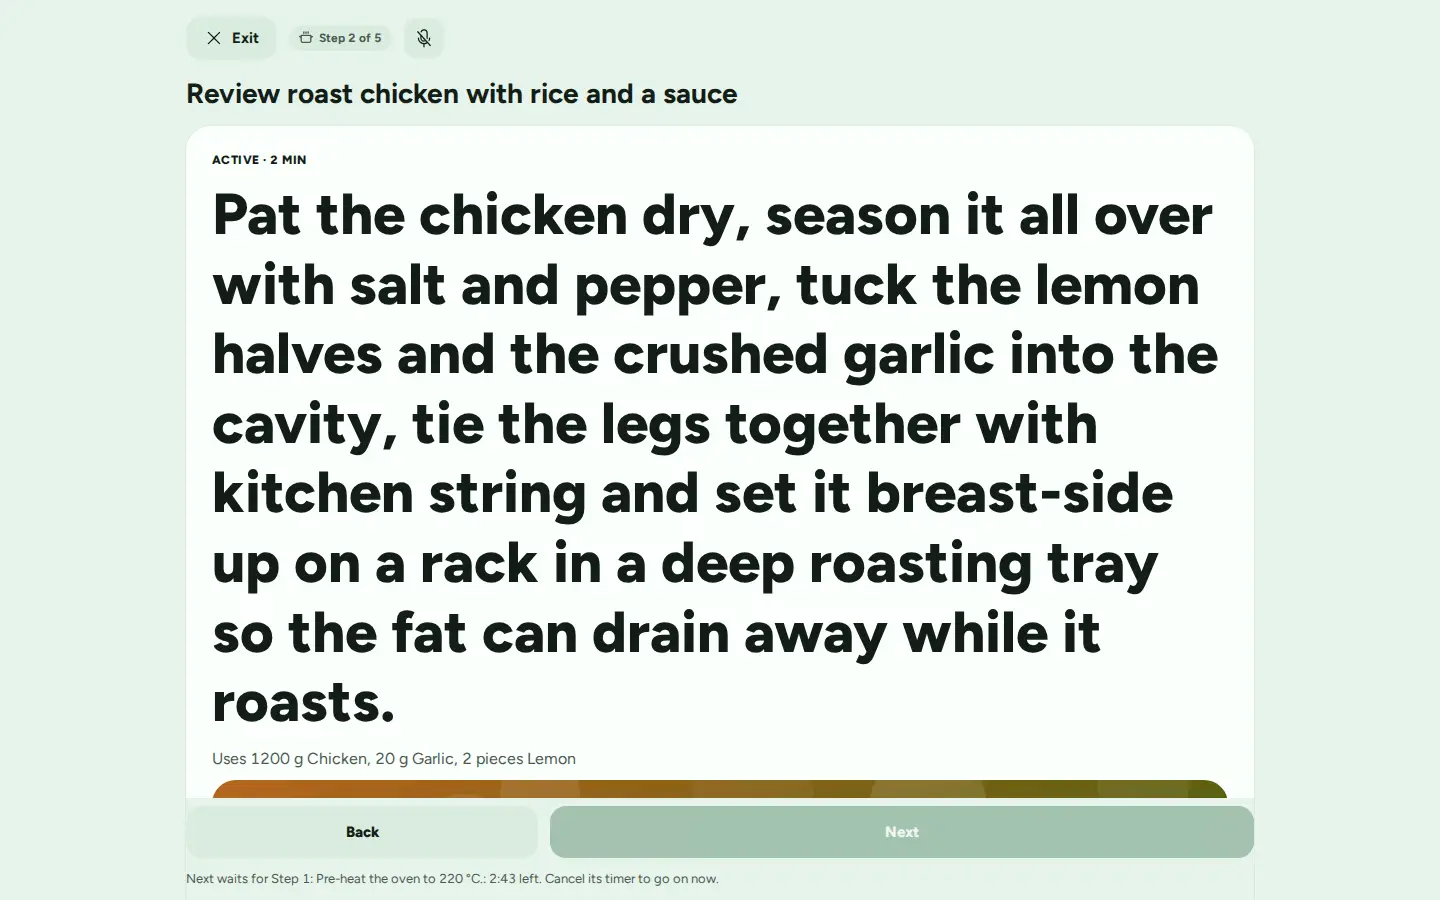 Exit
Step 2 of 5
Review roast chicken with rice and a sauce
ACTIVE · 2 MIN
Pat the chicken dry, season it all over
with salt and pepper, tuck the lemon
halves and the crushed garlic into the
cavity, tie the legs together with
kitchen string and set it breast-side
up on a rack in a deep roasting tray
so the fat can drain away while it
roasts.
Uses 1200 g Chicken, 20 g Garlic, 2 pieces Lemon
Back
Next
Next waits for Step 1: Pre-heat the oven to 220 °C.: 2:43 left. Cancel its timer to go on now.